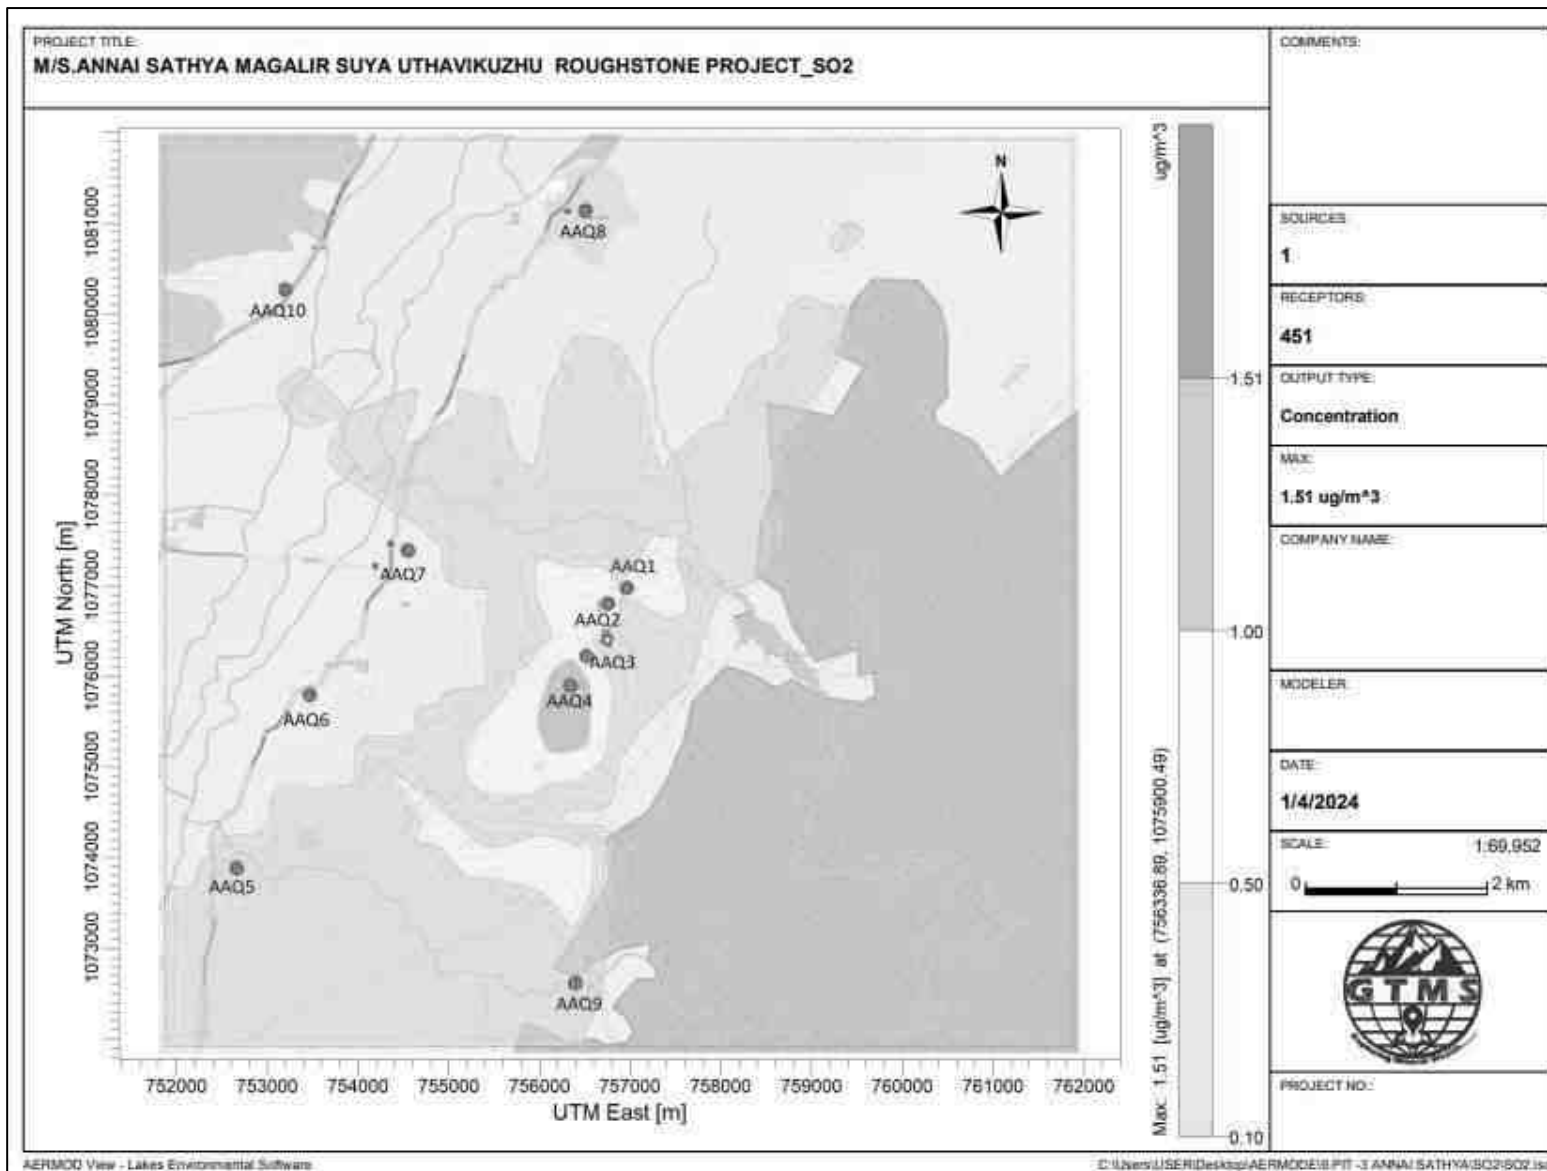 PROJECT TITLE:
M/S.ANNAI SATHYA MAGALIR SUYA UTHAVIKUZHU ROUGHSTONE PROJECT_SO2
COMMENTS:
SOURCES:
1
RECEPTORS:
451
OUTPUT TYPE:
Concentration
MAX:
1.51 ug/m^3
COMPANY NAME:
MODELER:
DATE:
1/4/2024
SCALE:
1:69,952
0
2 km
GTMS
PROJECT NO.:
ug/m^3
1.51
1.00
0.50
0.10
Max: 1.51 [ug/m^3] at (756336.89, 1075900.49)
N
AAQ8
AAQ10
AAQ1
AAQ7
AAQ2
AAQ3
AAQ4
AAQ6
AAQ5
AAQ9
UTM North [m]
1081000
1080000
1079000
1078000
1077000
1076000
1075000
1074000
1073000
752000 753000 754000 755000 756000 757000 758000 759000 760000 761000 762000
UTM East [m]
AERMOD View - Lakes Environmental Software